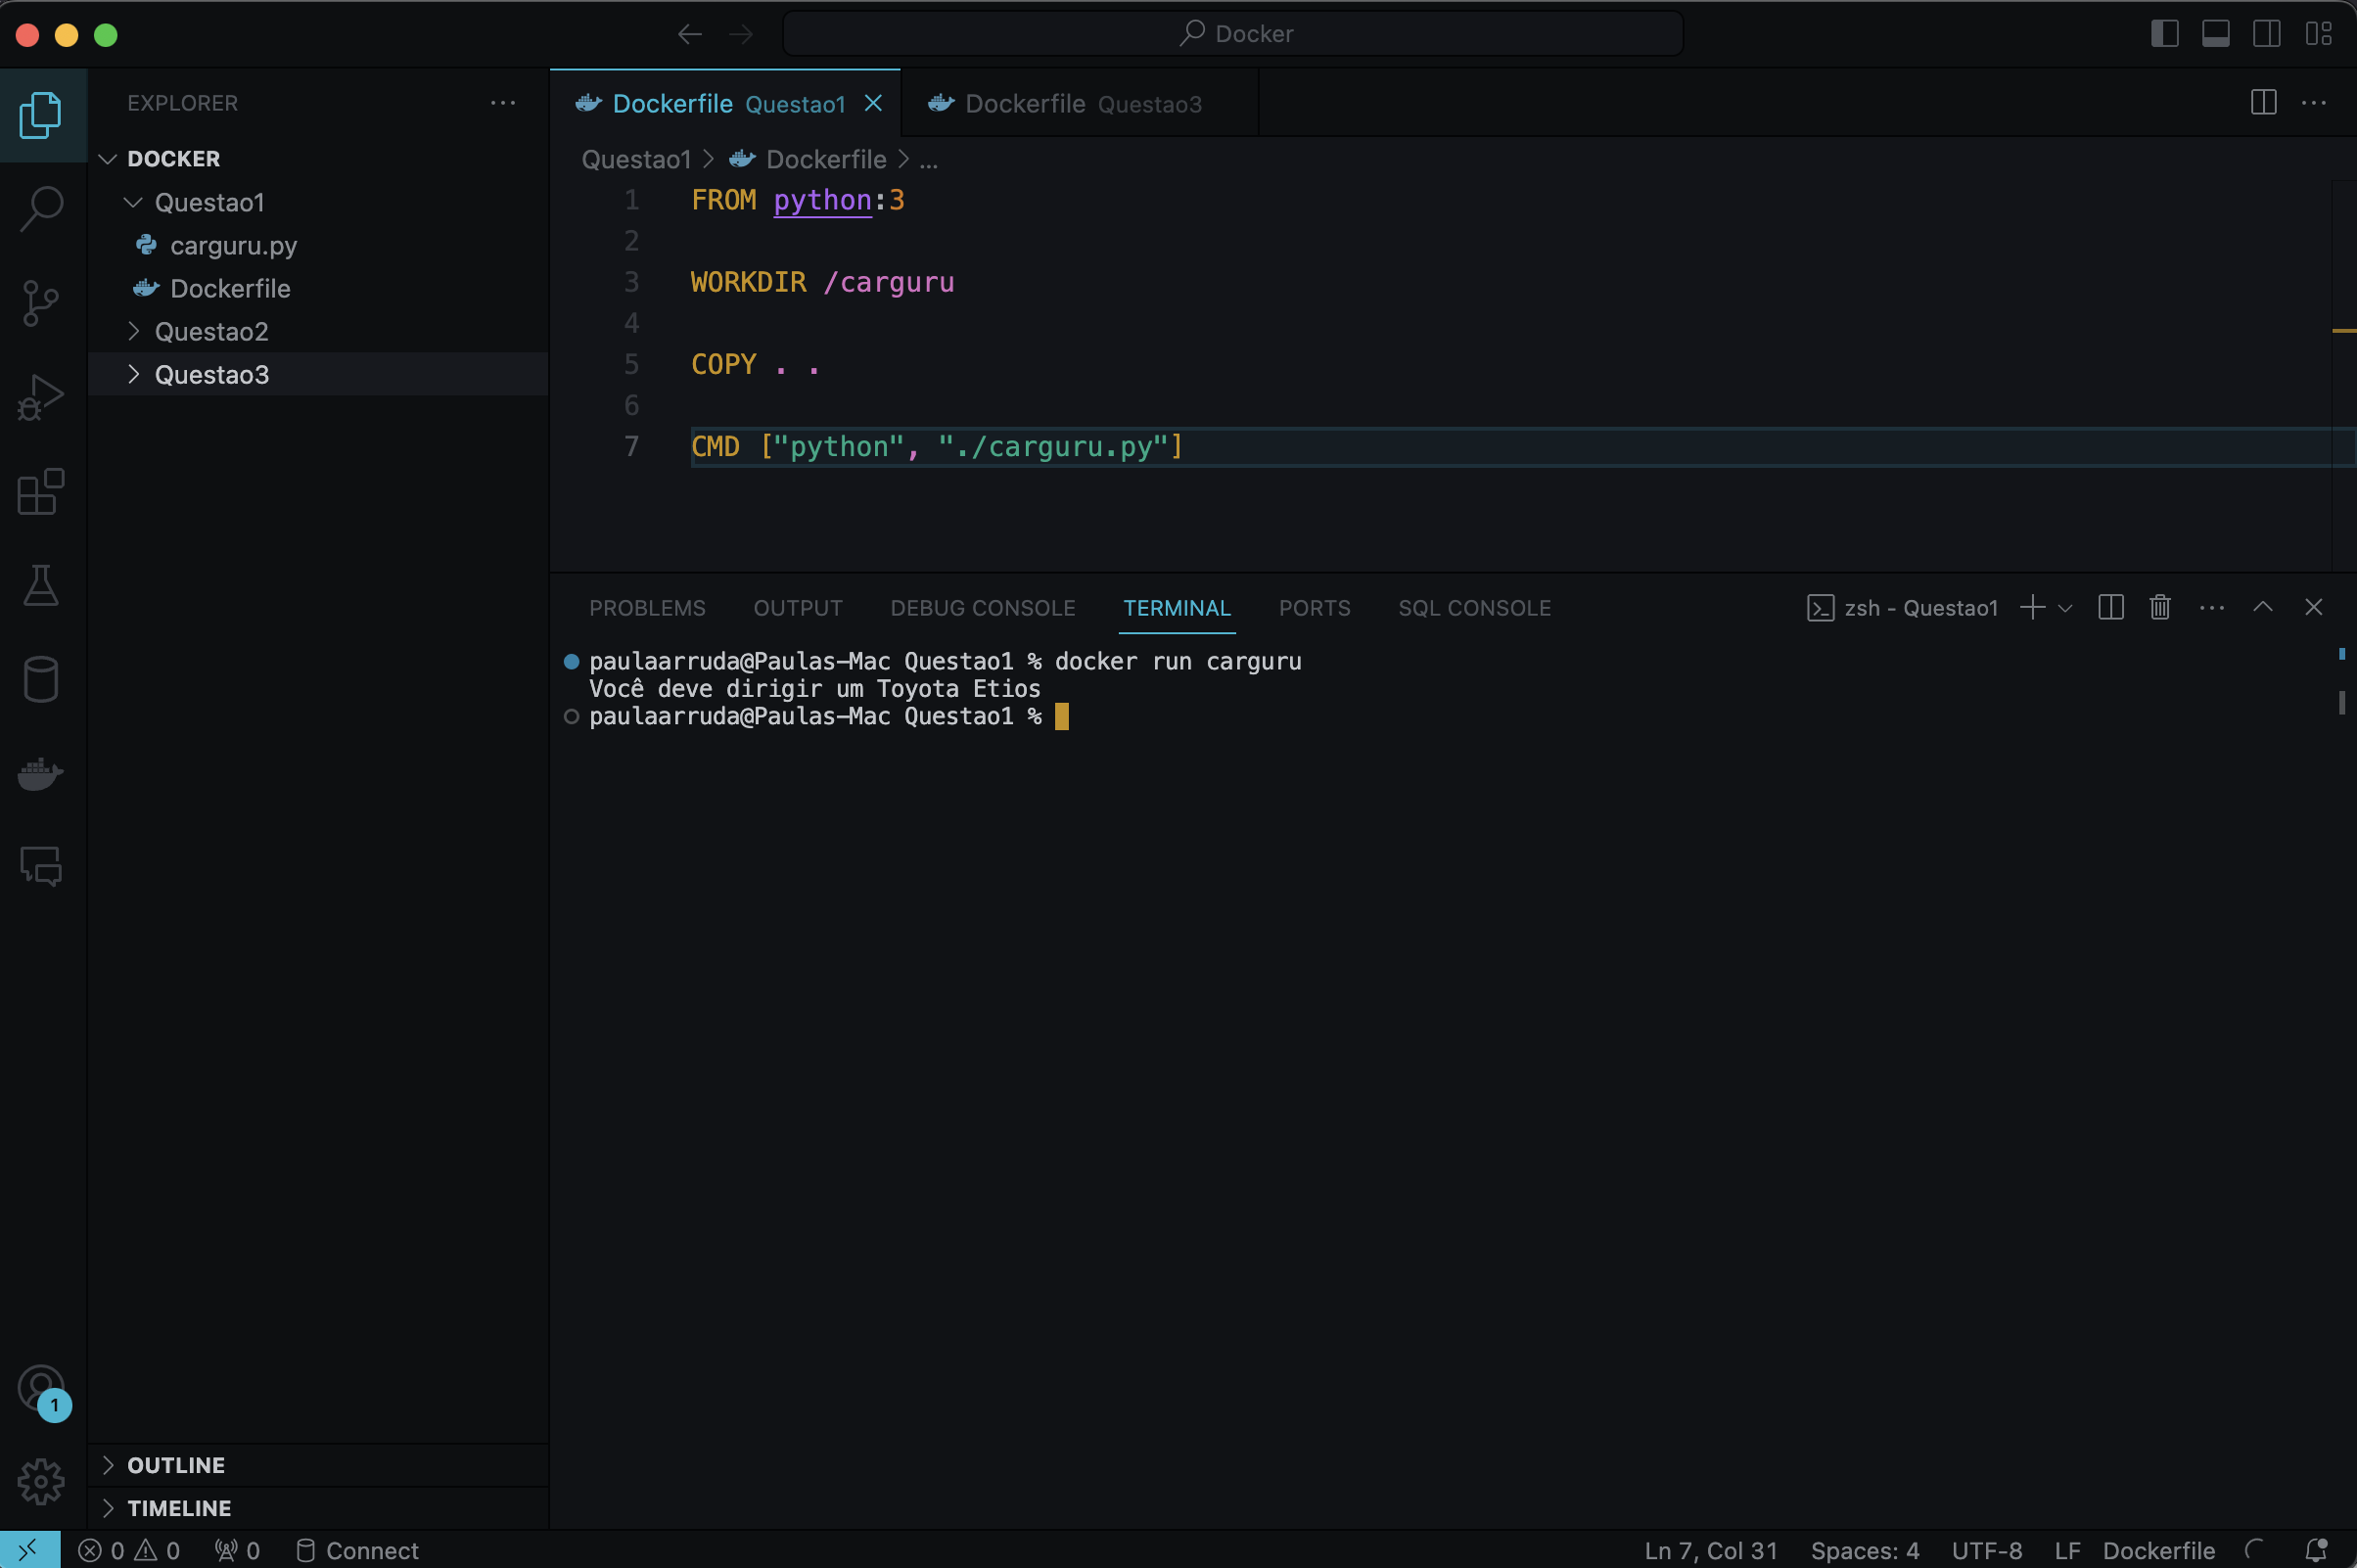 Docker
EXPLORER
DOCKER
Questao1
carguru.py
Dockerfile
Questao2
Questao3
OUTLINE
TIMELINE
Dockerfile Questao1
Dockerfile Questao3
Questao1 > Dockerfile > ...
1 FROM python:3
2
3 WORKDIR /carguru
4
5 COPY . .
6
7 CMD ["python", "./carguru.py"]
PROBLEMS OUTPUT DEBUG CONSOLE TERMINAL PORTS SQL CONSOLE
zsh - Questao1
paulaarruda@Paulas-Mac Questao1 % docker run carguru
Você deve dirigir um Toyota Etios
paulaarruda@Paulas-Mac Questao1 %
1
0 0 0 Connect
Ln 7, Col 31 Spaces: 4 UTF-8 LF Dockerfile